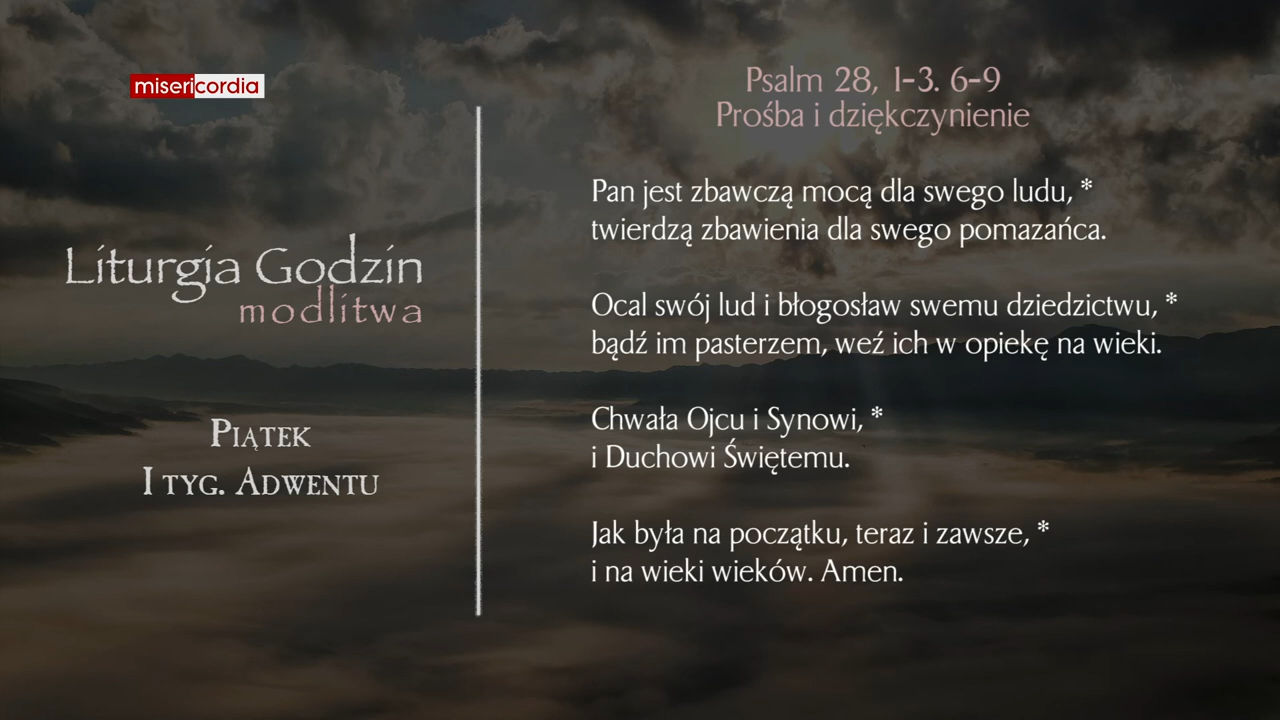 misericordia
Liturgia Godzin
modlitwa
Piątek
I tyg. Adwentu
Psalm 28, 1-3. 6-9
Prośba i dziękczynienie
Pan jest zbawczą mocą dla swego ludu, *
twierdzą zbawienia dla swego pomazańca.
Ocal swój lud i błogosław swemu dziedzictwu, *
bądź im pasterzem, weź ich w opiekę na wieki.
Chwała Ojcu i Synowi, *
i Duchowi Świętemu.
Jak była na początku, teraz i zawsze, *
i na wieki wieków. Amen.